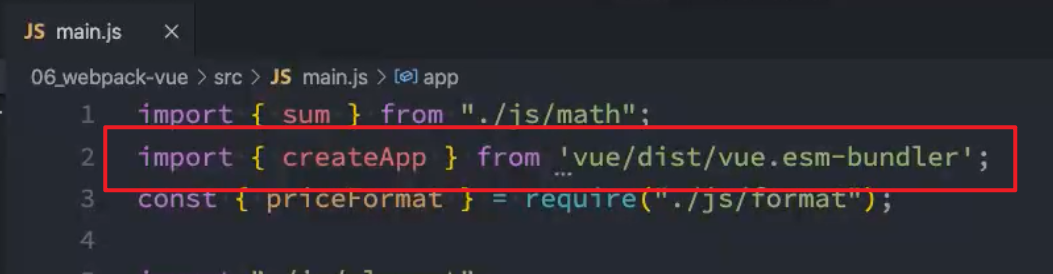 JS main.js ×
06_webpack-vue > src > JS main.js > app
1 import { sum } from "./js/math";
2 import { createApp } from 'vue/dist/vue.esm-bundler';
3 const { priceFormat } = require("./js/format");
4